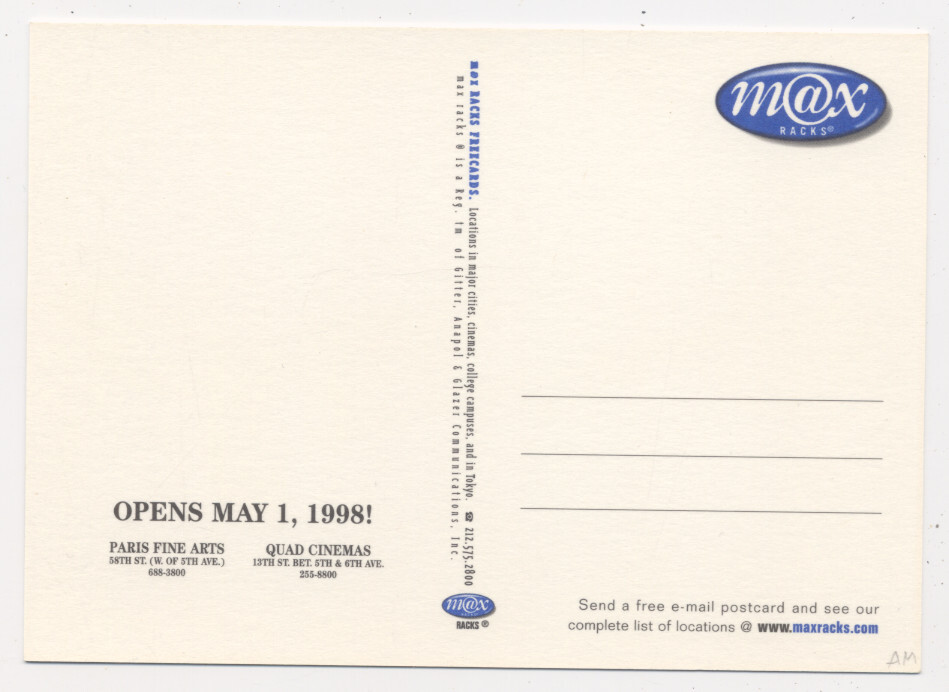 m@x
RACKS®
max RACKS FREECARDS. Locations in major cities, cinemas, college campuses, and in Tokyo. ☎ 212.575.2800
max racks ® is a Reg. tm of Gitter, Anapol & Glazer Communications, Inc.
OPENS MAY 1, 1998!
PARIS FINE ARTS
58TH ST. (W. OF 5TH AVE.)
688-3800
QUAD CINEMAS
13TH ST. BET. 5TH & 6TH AVE.
255-8800
m@x
RACKS ®
Send a free e-mail postcard and see our
complete list of locations @ www.maxracks.com
AM